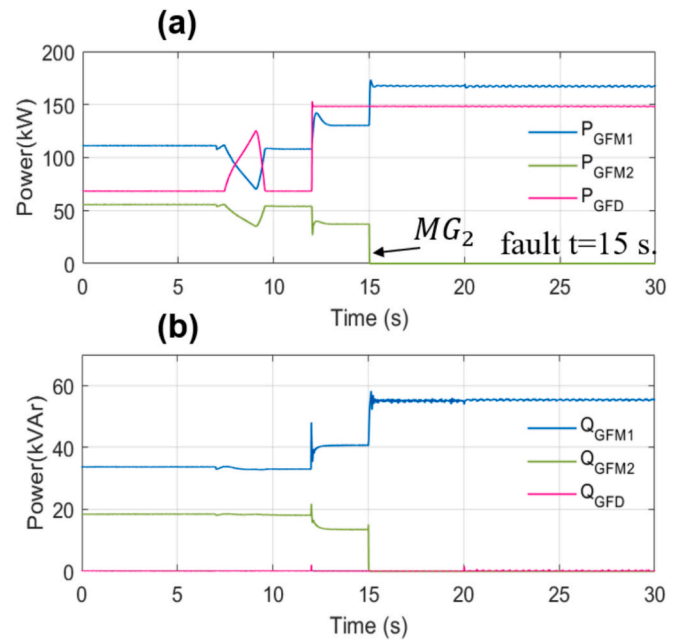 (a)
200
150
100
50
0
Power(kW)
P_GFM1
P_GFM2
P_GFD
MG_2 fault t=15 s.
0 5 10 15 20 25 30
Time (s)
(b)
60
40
20
0
Power(kVAr)
Q_GFM1
Q_GFM2
Q_GFD
0 5 10 15 20 25 30
Time (s)